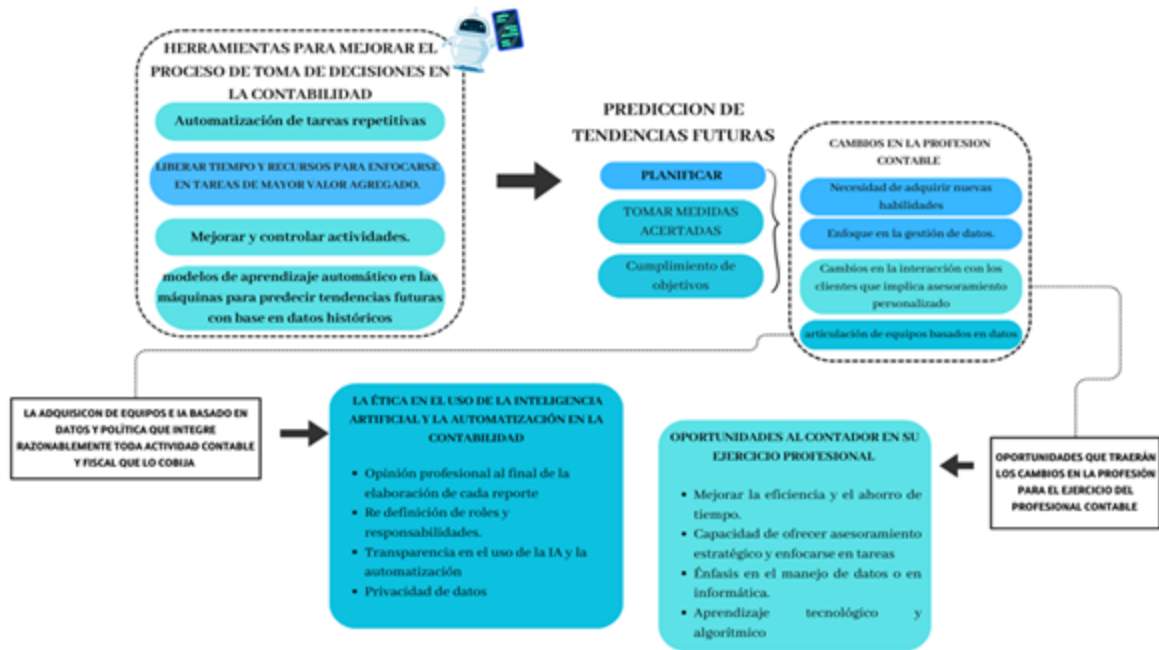 HERRAMIENTAS PARA MEJORAR EL
PROCESO DE TOMA DE DECISIONES EN
LA CONTABILIDAD
Automatización de tareas repetitivas
LIBERAR TIEMPO Y RECURSOS PARA ENFOCARSE
EN TAREAS DE MAYOR VALOR AGREGADO.
Mejorar y controlar actividades.
modelos de aprendizaje automático en las
máquinas para predecir tendencias futuras
con base en datos históricos
PREDICCION DE
TENDENCIAS FUTURAS
PLANIFICAR
TOMAR MEDIDAS
ACERTADAS
Cumplimiento de
objetivos
CAMBIOS EN LA PROFESION
CONTABLE
Necesidad de adquirir nuevas
habilidades
Enfoque en la gestión de datos.
Cambios en la interacción con los
clientes que implica asesoramiento
personalizado
articulación de equipos basados en datos
LA ADQUISICON DE EQUIPOS E IA BASADO EN
DATOS Y POLÍTICA QUE INTEGRE
RAZONABLEMENTE TODA ACTIVIDAD CONTABLE
Y FISCAL QUE LO COBIJA
LA ÉTICA EN EL USO DE LA INTELIGENCIA
ARTIFICIAL Y LA AUTOMATIZACIÓN EN LA
CONTABILIDAD
• Opinión profesional al final de la
elaboración de cada reporte
• Re definición de roles y
responsabilidades.
• Transparencia en el uso de la IA y la
automatización
• Privacidad de datos
OPORTUNIDADES AL CONTADOR EN SU
EJERCICIO PROFESIONAL
• Mejorar la eficiencia y el ahorro de
tiempo.
• Capacidad de ofrecer asesoramiento
estratégico y enfocarse en tareas
• Énfasis en el manejo de datos o en
informática.
• Aprendizaje tecnológico y
algorítmico
OPORTUNIDADES QUE TRAERÁN
LOS CAMBIOS EN LA PROFESIÓN
PARA EL EJERCICIO DEL
PROFESIONAL CONTABLE